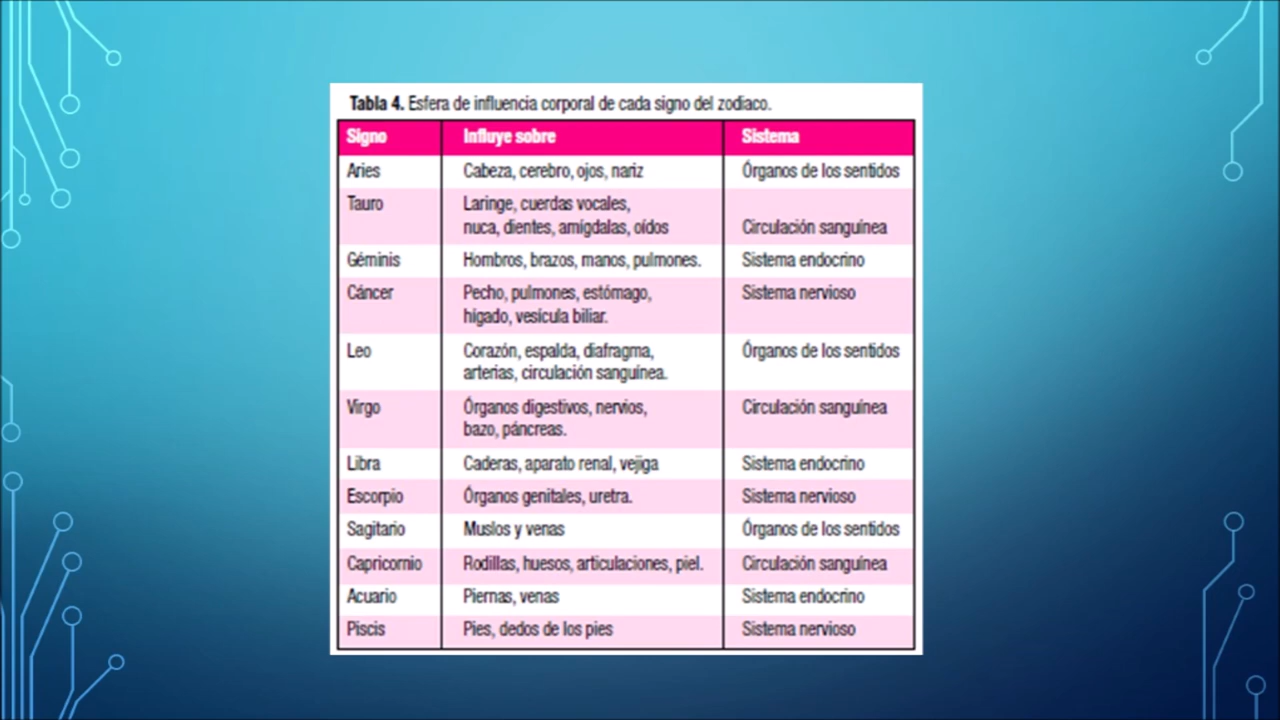 Tabla 4. Esfera de influencia corporal de cada signo del zodiaco.
Signo Influye sobre Sistema
Aries Cabeza, cerebro, ojos, nariz Órganos de los sentidos
Tauro Laringe, cuerdas vocales,
nuca, dientes, amígdalas, oídos Circulación sanguínea
Géminis Hombros, brazos, manos, pulmones. Sistema endocrino
Cáncer Pecho, pulmones, estómago, Sistema nervioso
hígado, vesícula biliar.
Leo Corazón, espalda, diafragma, Órganos de los sentidos
arterias, circulación sanguínea.
Virgo Órganos digestivos, nervios, Circulación sanguínea
bazo, páncreas.
Libra Caderas, aparato renal, vejiga Sistema endocrino
Escorpio Órganos genitales, uretra. Sistema nervioso
Sagitario Muslos y venas Órganos de los sentidos
Capricornio Rodillas, huesos, articulaciones, piel. Circulación sanguínea
Acuario Piernas, venas Sistema endocrino
Piscis Pies, dedos de los pies Sistema nervioso